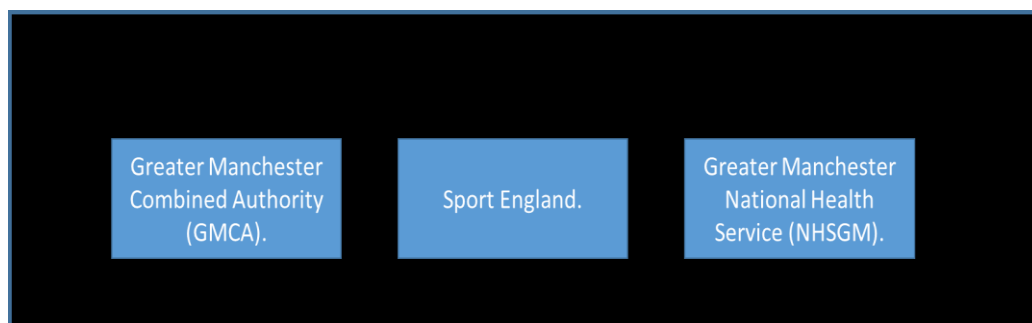 Greater Manchester
Combined Authority
(GMCA).
Sport England.
Greater Manchester
National Health
Service (NHSGM).